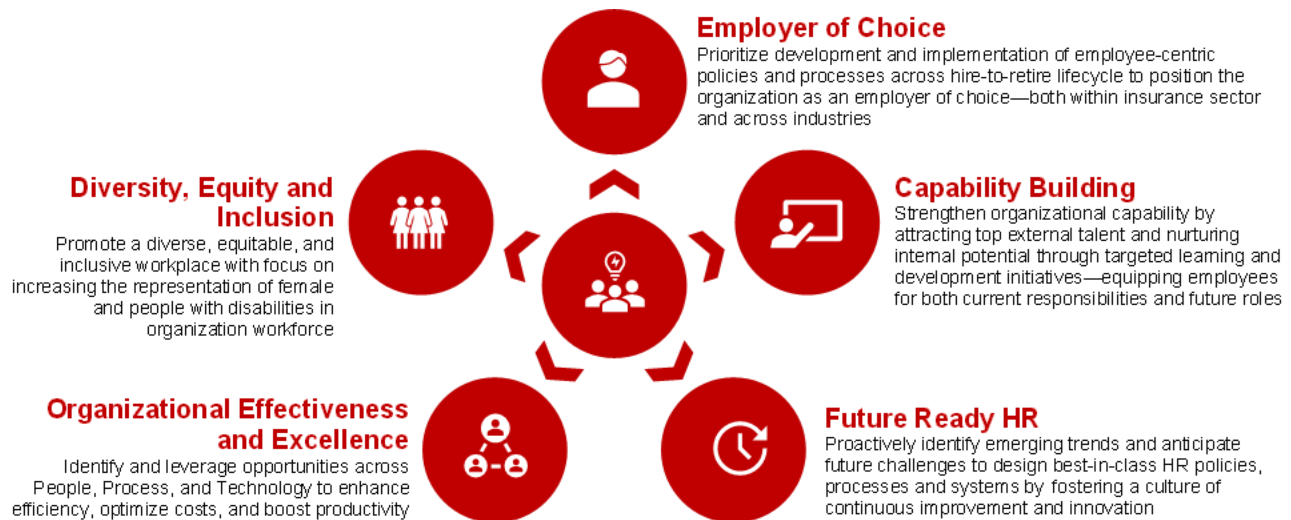 Employer of Choice
Prioritize development and implementation of employee-centric
policies and processes across hire-to-retire lifecycle to position the
organization as an employer of choice—both within insurance sector
and across industries
Diversity, Equity and
Inclusion
Promote a diverse, equitable, and
inclusive workplace with focus on
increasing the representation of female
and people with disabilities in
organization workforce
Capability Building
Strengthen organizational capability by
attracting top external talent and nurturing
internal potential through targeted learning and
development initiatives—equipping employees
for both current responsibilities and future roles
Organizational Effectiveness
and Excellence
Identify and leverage opportunities across
People, Process, and Technology to enhance
efficiency, optimize costs, and boost productivity
Future Ready HR
Proactively identify emerging trends and anticipate
future challenges to design best-in-class HR policies,
processes and systems by fostering a culture of
continuous improvement and innovation